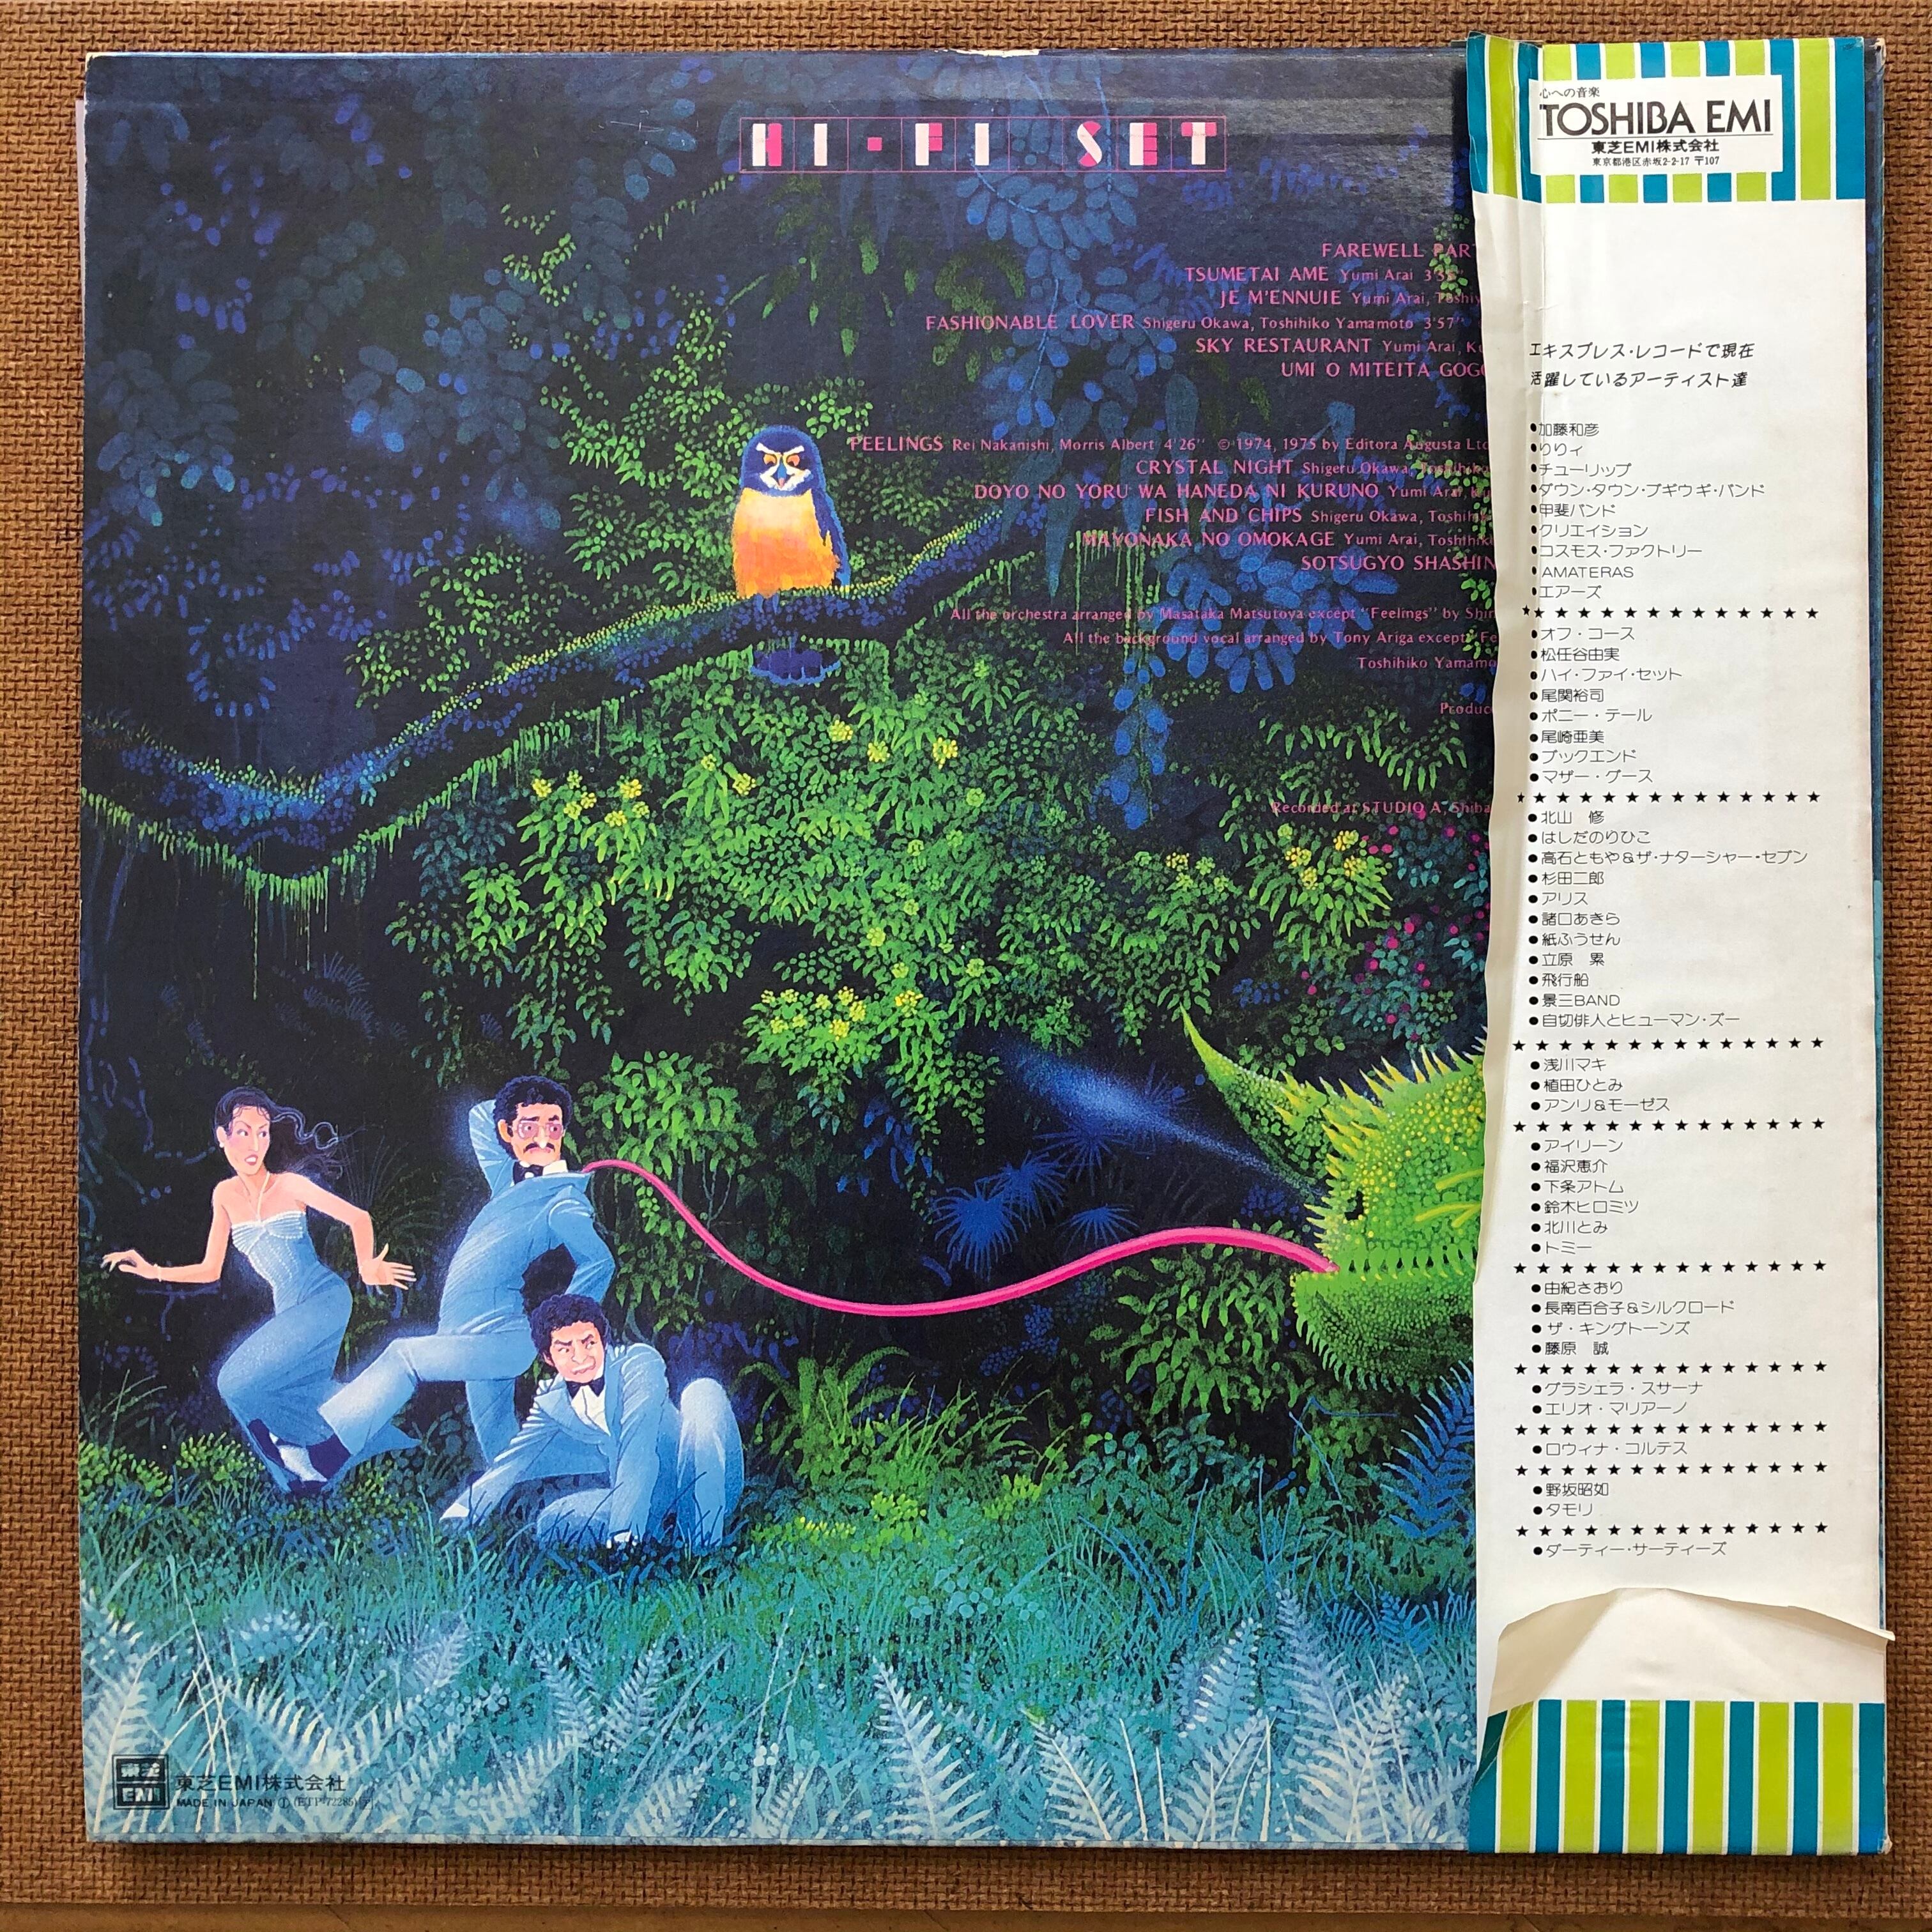 HI-FI SET
FAREWELL PART
TSUMETAI AME Yumi Arai
JE M'ENNUIE Yumi Arai,
FASHIONABLE LOVER Shigeru Okawa, Toshihiko Yamamoto 3'57''
SKY RESTAURANT Yumi Arai,
UMI O MITEITA GOGO
FEELINGS Rei Nakanishi, Morris Albert 4'26'' © 1974, 1975 by Editora Augusta Ltd
CRYSTAL NIGHT Shigeru Okawa, Toshihiko
DOYO NO YORU WA HANEDA NI KURUNO Yumi Arai,
FISH AND CHIPS Shigeru Okawa, Toshihiko
MAYONAKA NO OMOKAGE Yumi Arai, Toshihi
SOTSUGYO SHASHIN
All the orchestra arranged by Masataka Matsutoya except "Feelings" by Shin
All the background vocal arranged by Tony Ariga except Fe
Toshihiko Yamamo
Produc
Recorded at STUDIO A, Shiba
東芝
EMI
東芝EMI株式会社
MADE IN JAPAN Ⓣ (ETP-72285)
心への音楽
TOSHIBA EMI
東芝EMI株式会社
東京都港区赤坂2-2-17 〒107
エキスプレス・レコードで現在
活躍しているアーティスト達
●加藤和彦
●りりィ
●チューリップ
●ダウン・タウン・ブギウギ・バンド
●甲斐バンド
●クリエイション
●コスモス・ファクトリー
●AMATERAS
●エアーズ
★★★★★★★★★★★★★★
●オフ・コース
●松任谷由実
●ハイ・ファイ・セット
●尾関裕司
●ポニー・テール
●尾崎亜美
●ブックエンド
●マザー・グース
★★★★★★★★★★★★★★
●北山　修
●はしだのりひこ
●高石ともや&ザ・ナターシャー・セブン
●杉田二郎
●アリス
●諸口あきら
●紙ふうせん
●立原　累
●飛行船
●景三BAND
●自切俳人とヒューマン・ズー
★★★★★★★★★★★★★★
●浅川マキ
●植田ひとみ
●アンリ&モーゼス
★★★★★★★★★★★★★★
●アイリーン
●福沢恵介
●下条アトム
●鈴木ヒロミツ
●北川とみ
●トミー
★★★★★★★★★★★★★★
●由紀さおり
●長南百合子&シルクロード
●ザ・キングトーンズ
●藤原　誠
★★★★★★★★★★★★★★
●グラシェラ・スサーナ
●エリオ・マリアーノ
★★★★★★★★★★★★★★
●ロウィナ・コルテス
★★★★★★★★★★★★★★
●野坂昭如
●タモリ
★★★★★★★★★★★★★★
●ダーティー・サーティーズ